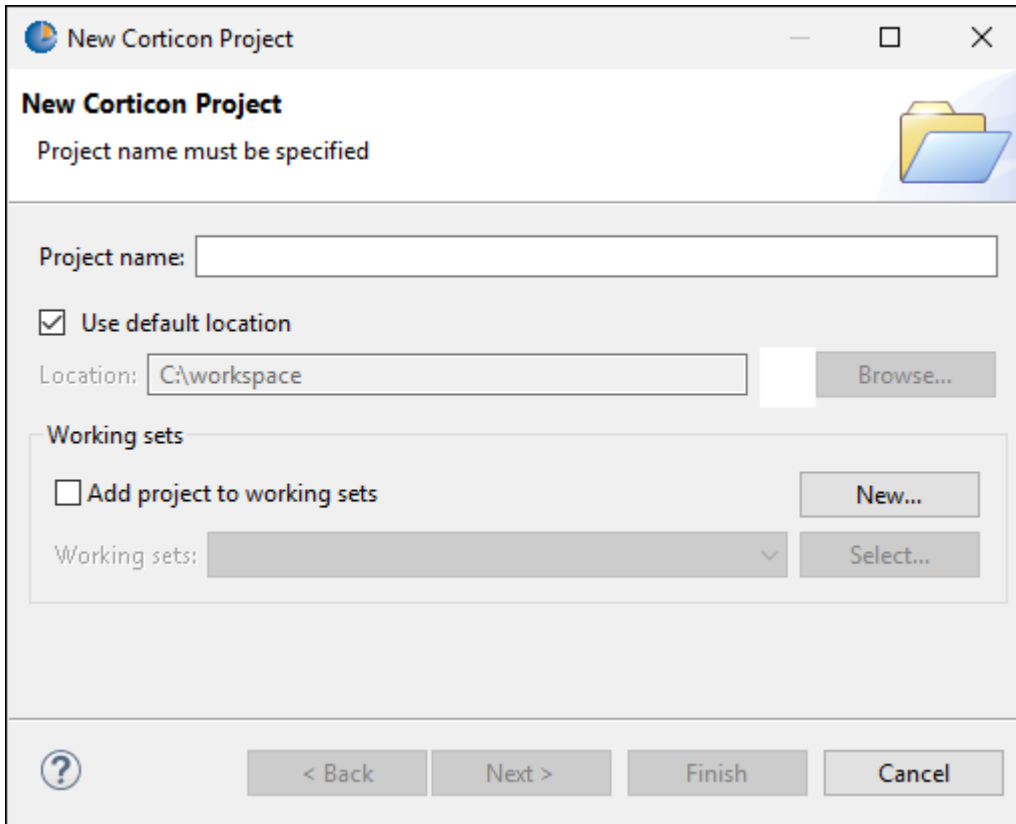 New Corticon Project
New Corticon Project
Project name must be specified
Project name:
Use default location
Location: C:\workspace Browse...
Working sets
Add project to working sets New...
Working sets: Select...
? < Back Next > Finish Cancel